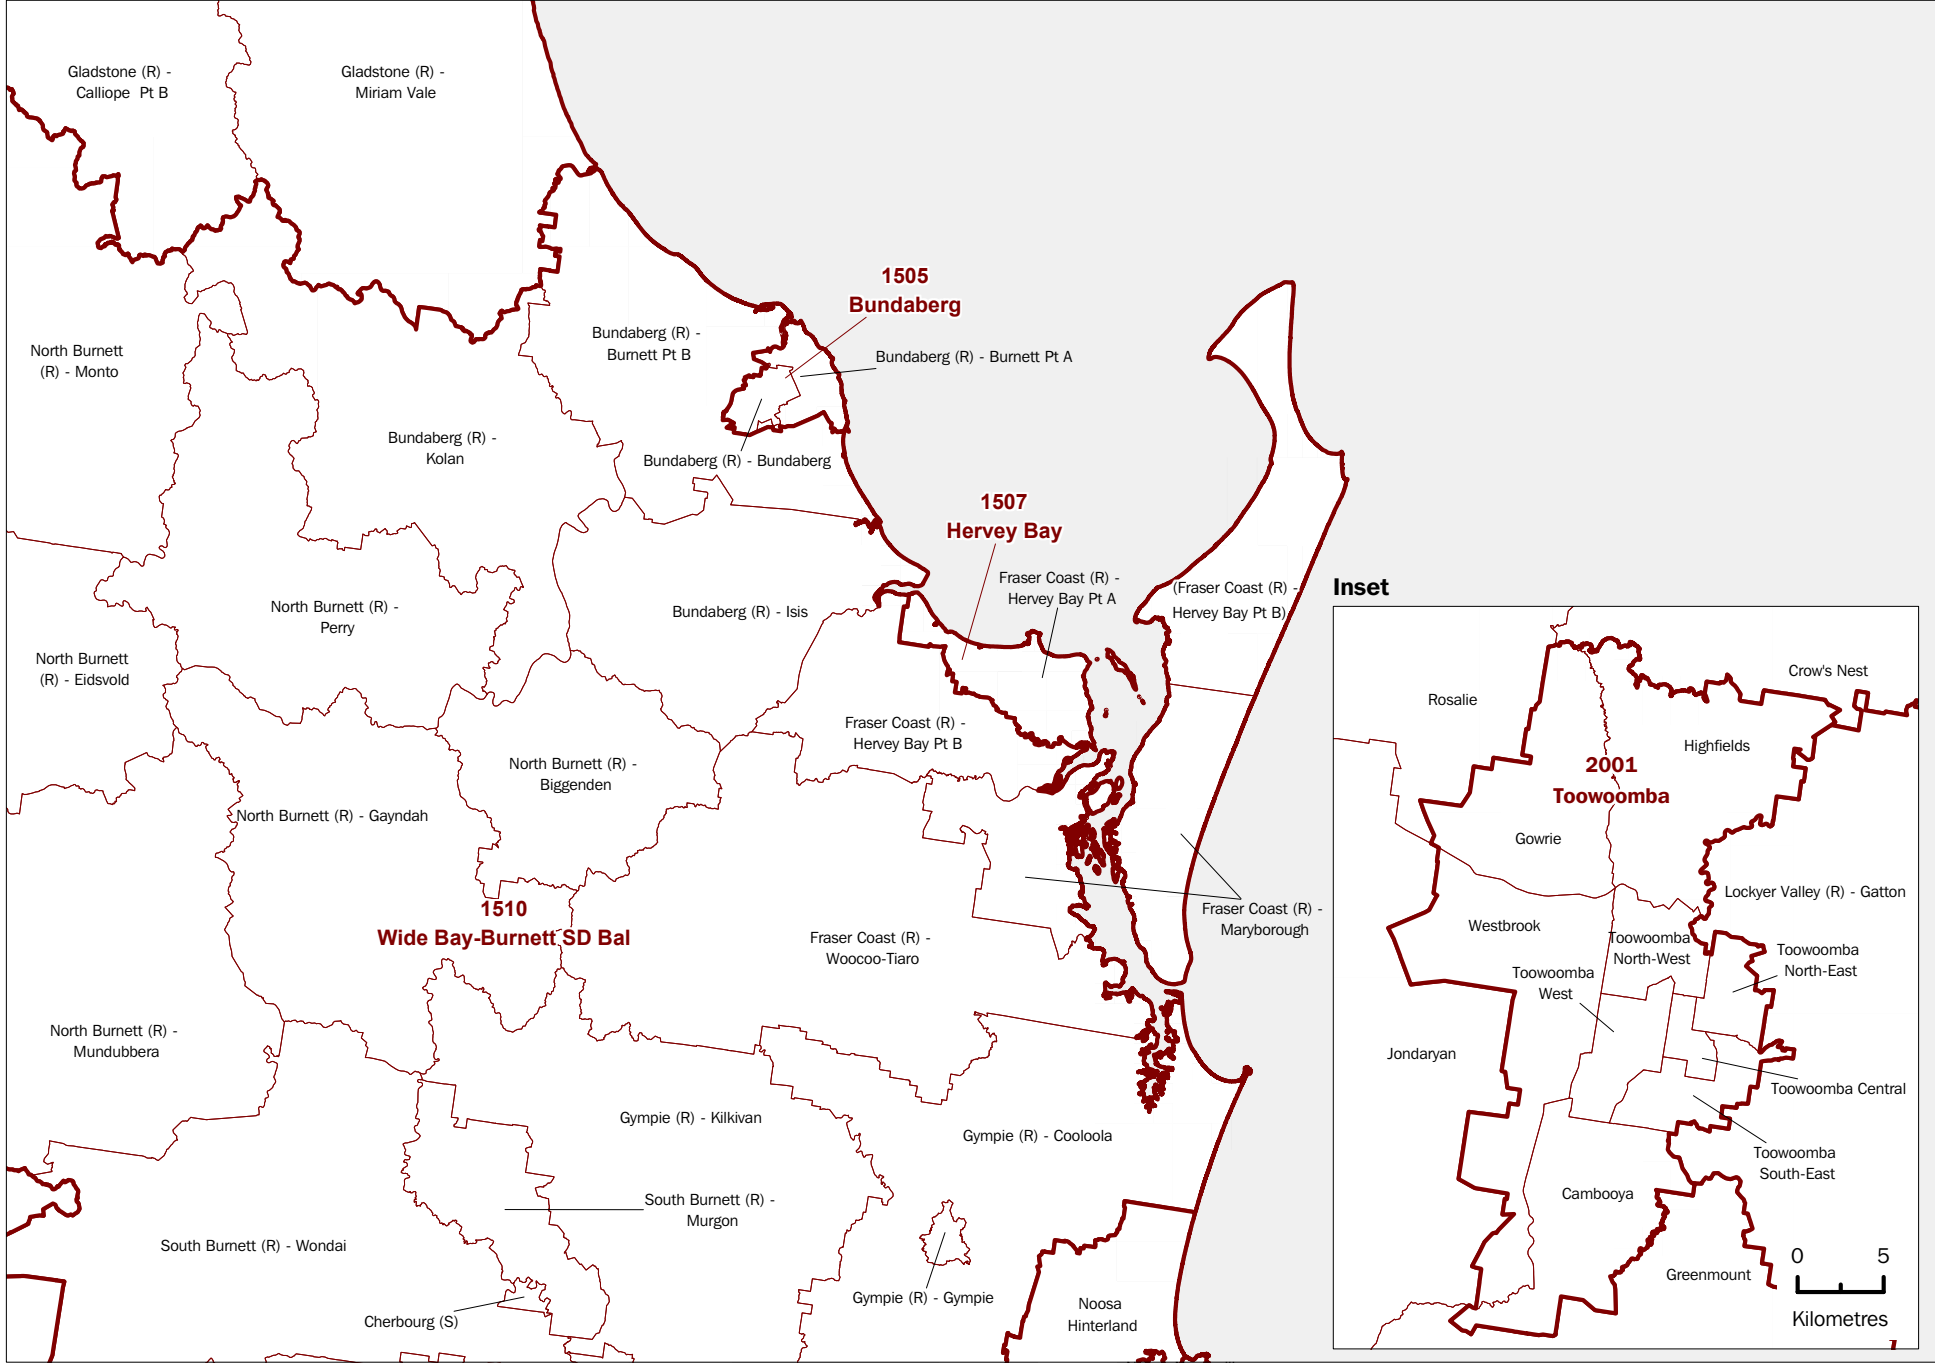 Gladstone (R) -
Calliope  Pt B
Gladstone (R) -
Miriam Vale
1505
Bundaberg
Bundaberg (R) -
Burnett Pt B
Bundaberg (R) - Burnett Pt A
North Burnett
(R) - Monto
Bundaberg (R) -
Kolan
Bundaberg (R) - Bundaberg
1507
Hervey Bay
Fraser Coast (R) -
Hervey Bay Pt A
(Fraser Coast (R) -
Hervey Bay Pt B)
North Burnett (R) -
Perry
Bundaberg (R) - Isis
North Burnett
(R) - Eidsvold
Fraser Coast (R) -
Hervey Bay Pt B
North Burnett (R) -
Biggenden
North Burnett (R) - Gayndah
1510
Wide Bay-Burnett SD Bal
Fraser Coast (R) -
Woocoo-Tiaro
Fraser Coast (R) -
Maryborough
North Burnett (R) -
Mundubbera
Gympie (R) - Kilkivan
Gympie (R) - Cooloola
South Burnett (R) -
Murgon
South Burnett (R) - Wondai
Cherbourg (S)
Gympie (R) - Gympie
Noosa
Hinterland
Inset
Crow's Nest
Rosalie
Highfields
2001
Toowoomba
Gowrie
Lockyer Valley (R) - Gatton
Westbrook
Toowoomba
North-West
Toowoomba
North-East
Toowoomba
West
Jondaryan
Toowoomba Central
Toowoomba
South-East
Cambooya
Greenmount
0 5
Kilometres